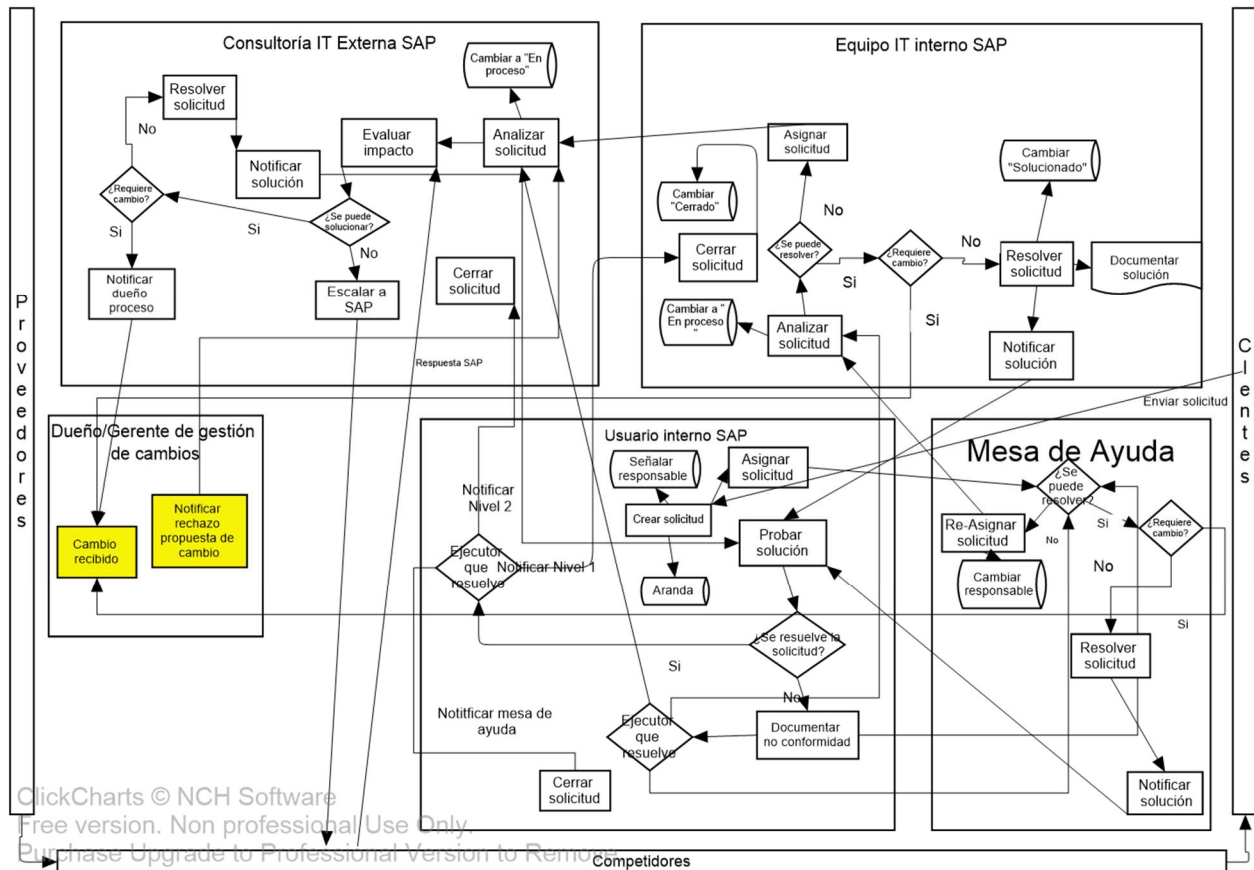 Consultoría IT Externa SAP
Cambiar a "En
proceso"
Resolver
solicitud
No
Evaluar
impacto
Analizar
solicitud
Notificar
solución
¿Requiere
cambio?
Si
Si
¿Se puede
solucionar?
No
Notificar
dueño
proceso
Escalar a
SAP
Cerrar
solicitud
Respuesta SAP
Equipo IT interno SAP
Asignar
solicitud
Cambiar
"Solucionado"
Cambiar
"Cerrado"
No
¿Se puede
resolver?
¿Requiere
cambio?
No
Cerrar
solicitud
Resolver
solicitud
Documentar
solución
Si
Cambiar a "
En proceso
"
Analizar
solicitud
Si
Notificar
solución
Proveedores
Clientes
Enviar solicitud
Dueño/Gerente de gestión
de cambios
Notificar
rechazo
propuesta de
cambio
Cambio
recibido
Usuario interno SAP
Señalar
responsable
Asignar
solicitud
Notificar
Nivel 2
Crear solicitud
Probar
solución
Ejecutor
que
resuelve
Notificar Nivel 1
Aranda
¿Se resuelve la
solicitud?
Si
No
Notitficar mesa de
ayuda
Ejecutor
que
resuelve
Documentar
no conformidad
Cerrar
solicitud
Mesa de Ayuda
¿Se
puede
resolver?
Re-Asignar
solicitud
Si
¿Requiere
cambio?
No
Cambiar
responsable
No
Si
Resolver
solicitud
Notificar
solución
ClickCharts © NCH Software
Free version. Non professional Use Only.
Purchase Upgrade to Professional Version to Remove
Competidores